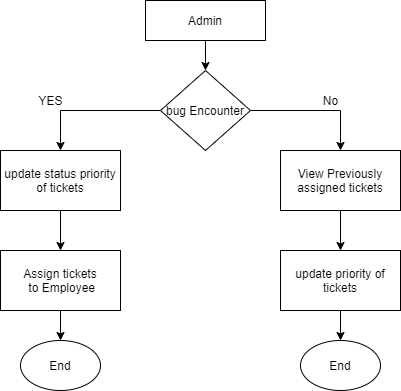 Admin
bug Encounter
YES
No
update status priority
of tickets
View Previously
assigned tickets
Assign tickets
to Employee
update priority of
tickets
End
End